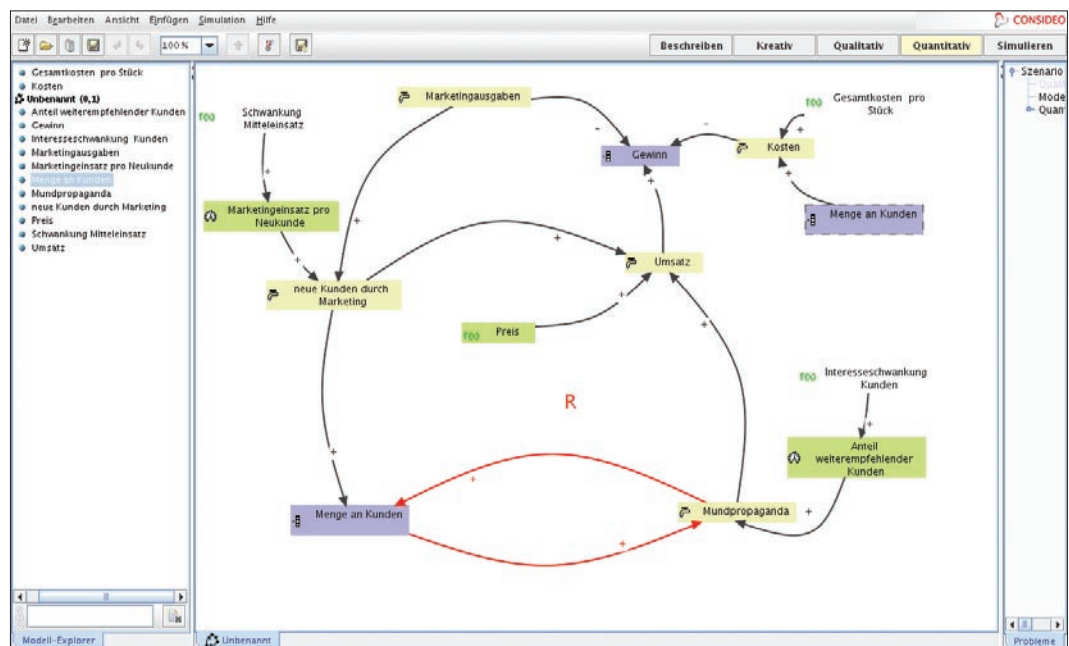 Datei Bearbeiten Ansicht Einfügen Simulation Hilfe
CONSIDEO
100%
Beschreiben Kreativ Qualitativ Quantitativ Simulieren
Gesamtkosten pro Stück
Kosten
Unbenannt (0,1)
Anteil weiterempfehlender Kunden
Gewinn
Interesseschwankung Kunden
Marketingausgaben
Marketingeinsatz pro Neukunde
Menge an Kunden
Mundpropaganda
neue Kunden durch Marketing
Preis
Schwankung Mitteleinsatz
Umsatz
Modell-Explorer
Marketingausgaben
f(x)
Schwankung
Mitteleinsatz
+
Marketingeinsatz pro
Neukunde
+
+
neue Kunden durch
Marketing
-
Gewinn
-
Kosten
f(x)
Gesamtkosten pro
Stück
+
+
Menge an Kunden
+
+
Umsatz
f(x)
Preis
+
+
R
f(x)
Interesseschwankung
Kunden
+
Anteil
weiterempfehlender
Kunden
+
Mundpropaganda
+
Menge an Kunden
+
+
Unbenannt
Szenario
Mode
Quan
Probleme